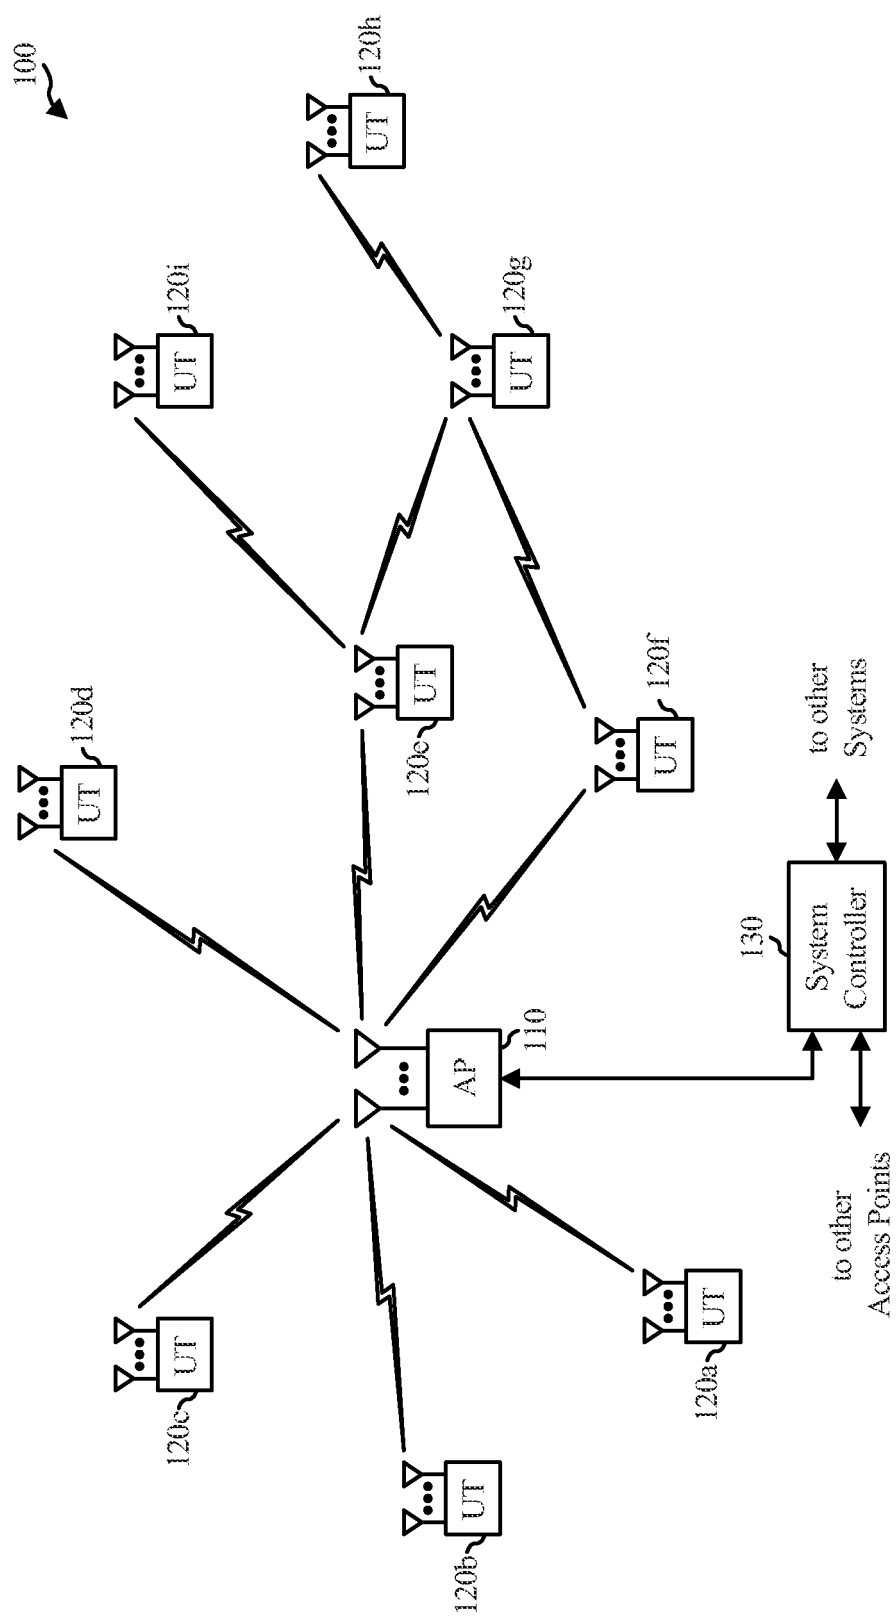 100
UT
120d
120c
UT
UT
120i
UT
120h
120e
UT
120b
UT
AP
110
UT
120g
UT
120f
120a
UT
130
System
Controller
to other
Systems
to other
Access Points